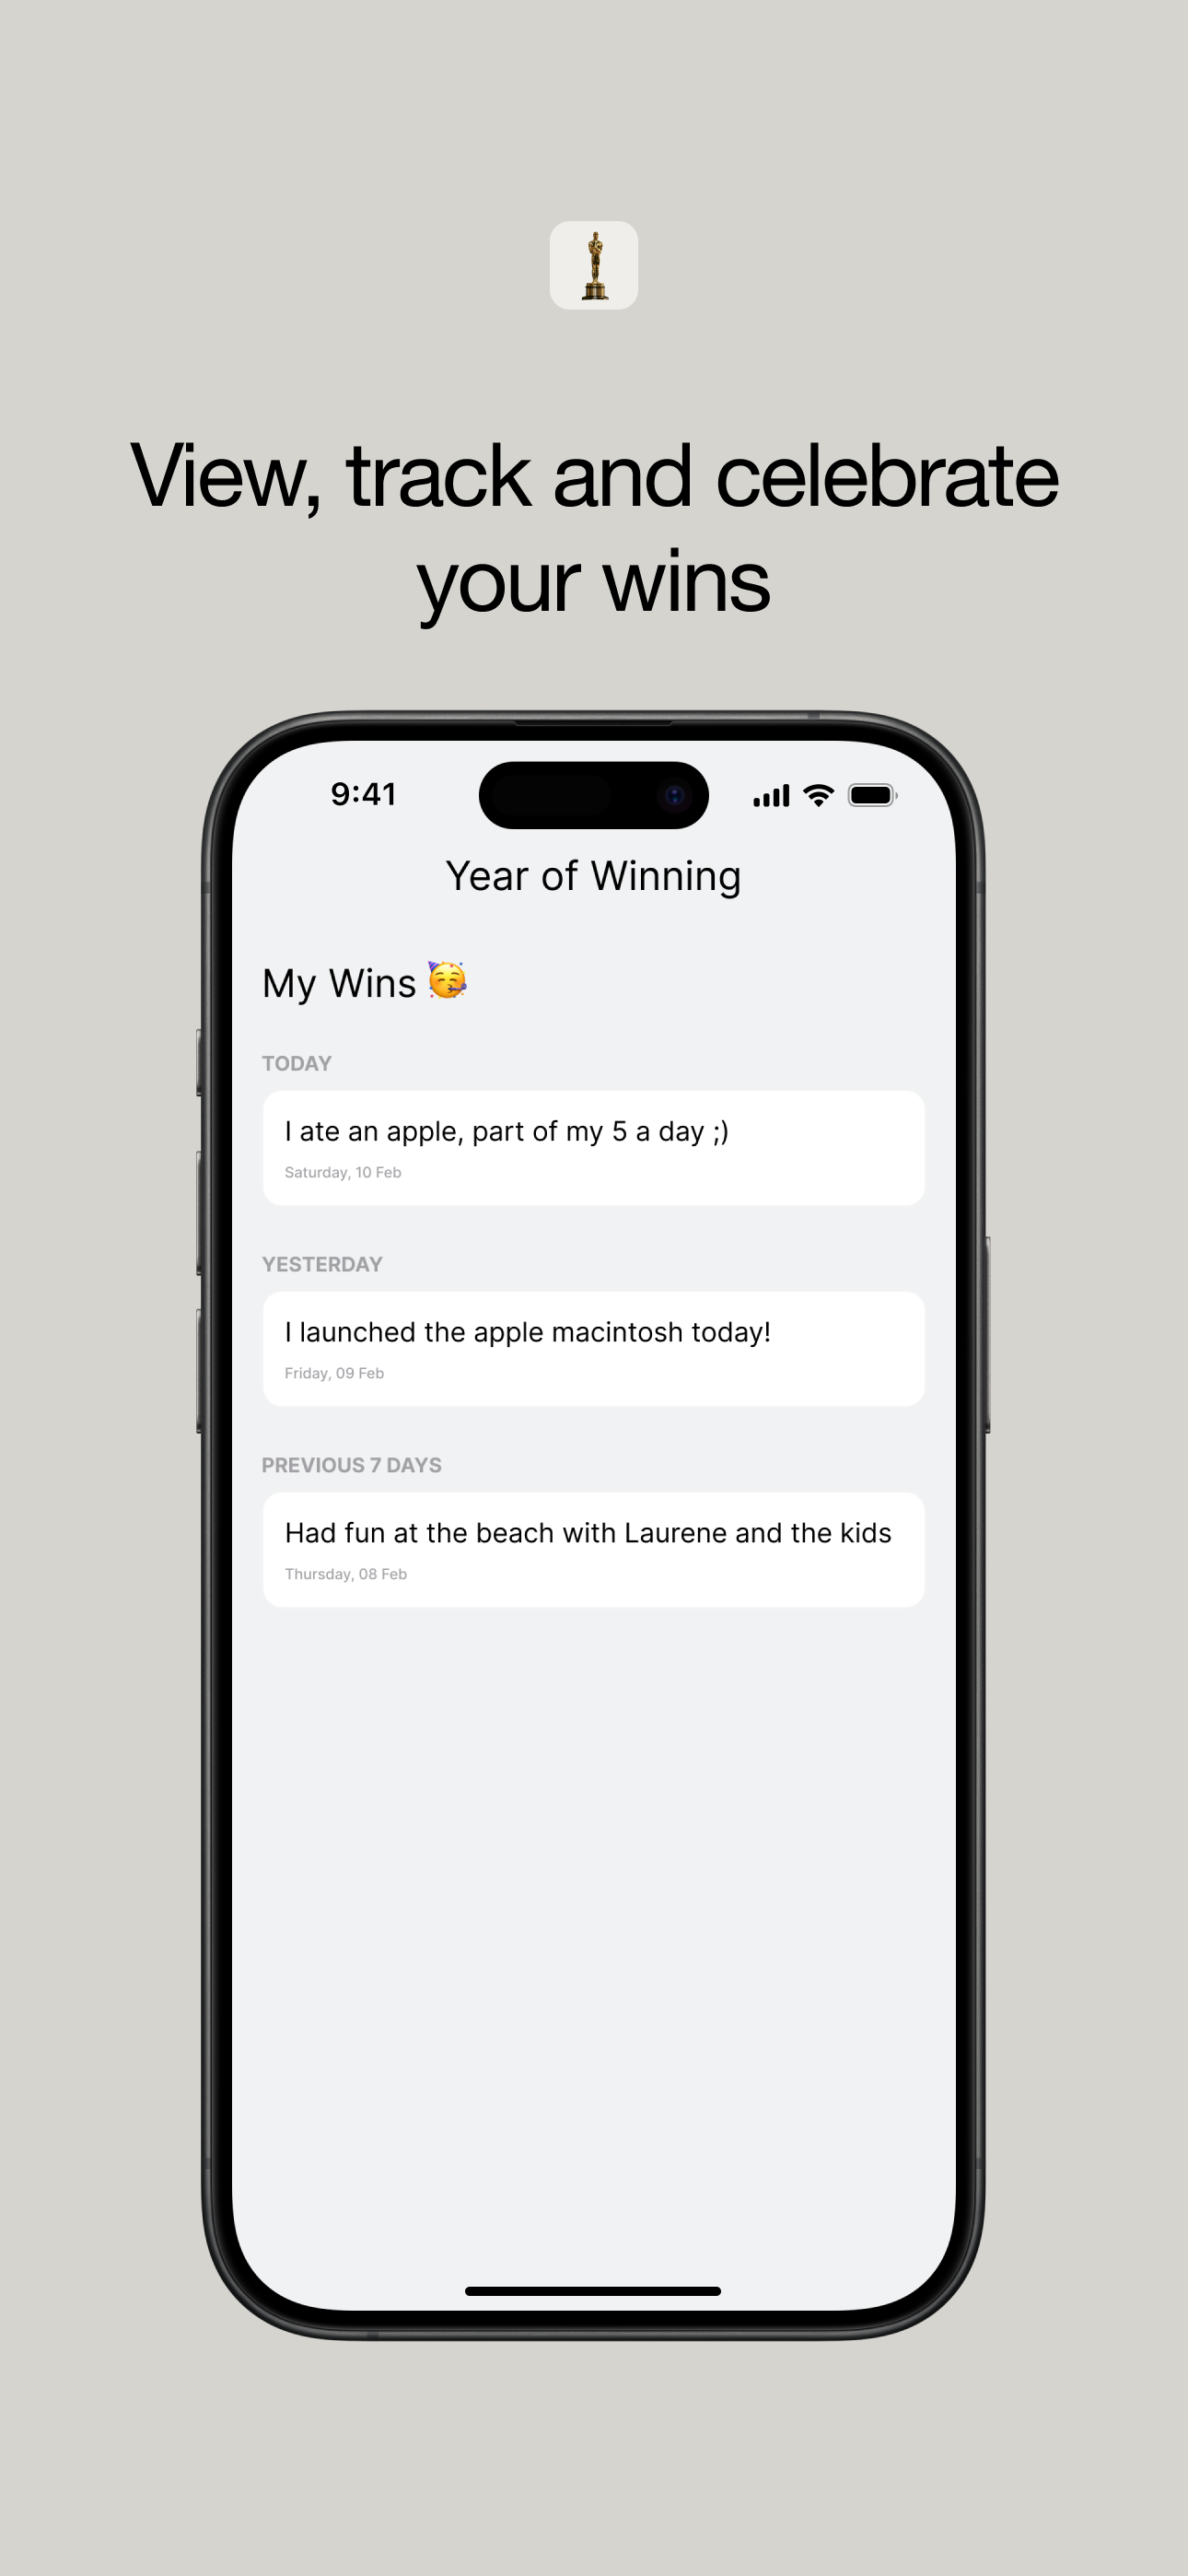 View, track and celebrate
your wins
9:41
Year of Winning
My Wins 🥳
TODAY
I ate an apple, part of my 5 a day ;)
Saturday, 10 Feb
YESTERDAY
I launched the apple macintosh today!
Friday, 09 Feb
PREVIOUS 7 DAYS
Had fun at the beach with Laurene and the kids
Thursday, 08 Feb